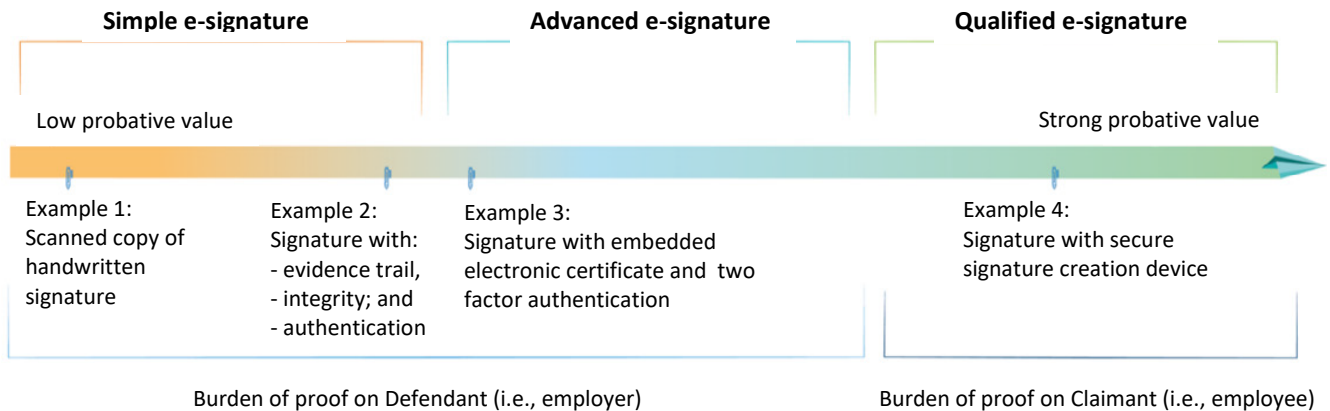 Simple e-signature
Advanced e-signature
Qualified e-signature
Low probative value
Strong probative value
Example 1:
Scanned copy of
handwritten
signature
Example 2:
Signature with:
- evidence trail,
- integrity; and
- authentication
Example 3:
Signature with embedded
electronic certificate and two
factor authentication
Example 4:
Signature with secure
signature creation device
Burden of proof on Defendant (i.e., employer)
Burden of proof on Claimant (i.e., employee)